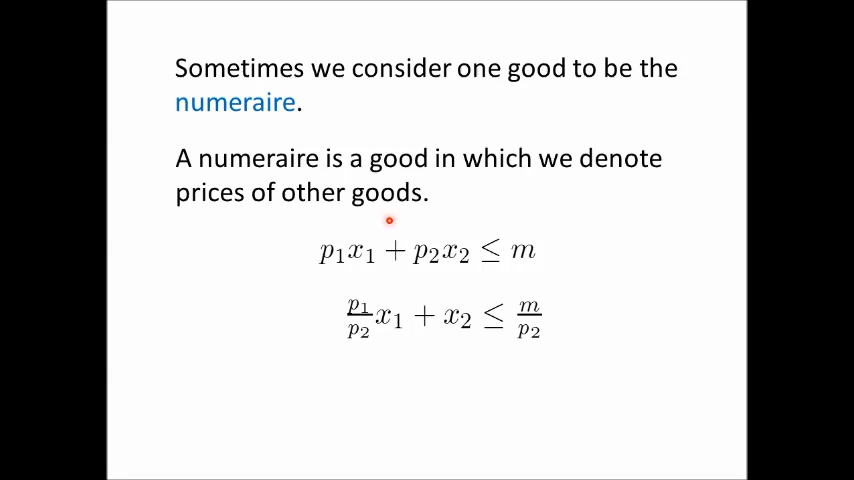 Sometimes we consider one good to be the
numeraire.
A numeraire is a good in which we denote
prices of other goods.
p₁x₁ + p₂x₂ ≤ m
p₁/p₂ x₁ + x₂ ≤ m/p₂